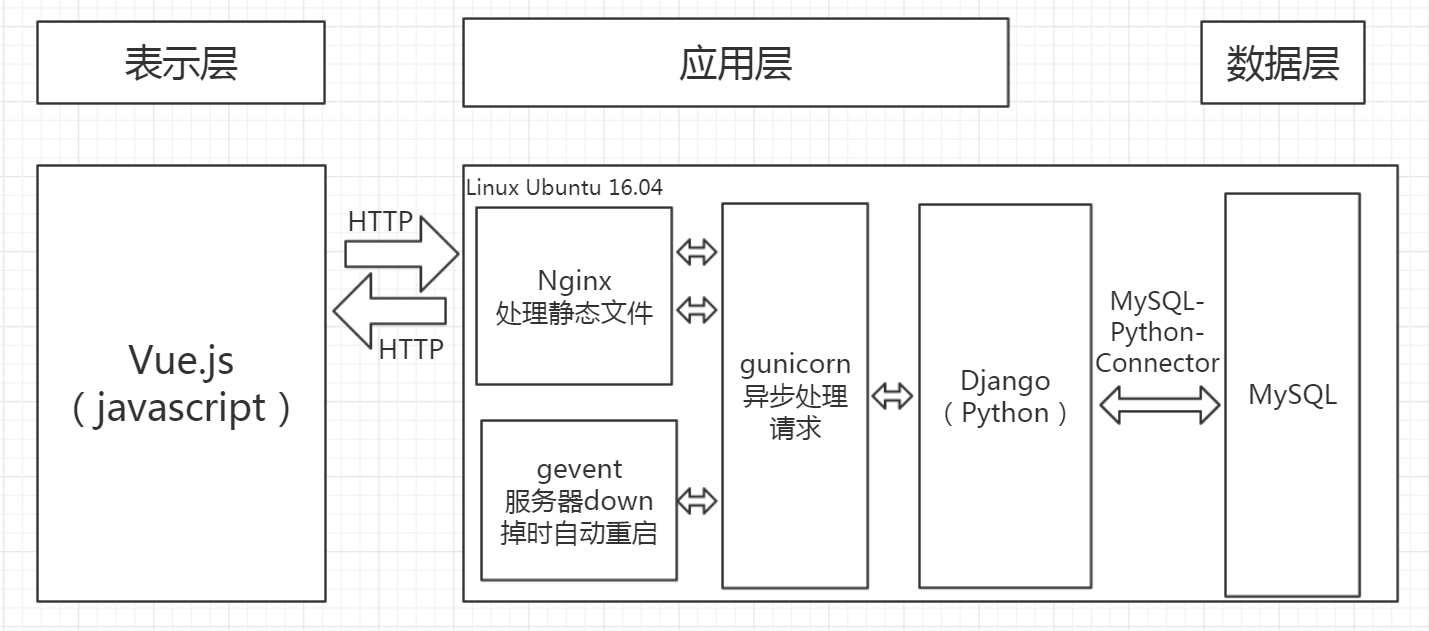 表示层
应用层
数据层
Vue.js
（javascript）
HTTP
HTTP
Linux Ubuntu 16.04
Nginx
处理静态文件
gevent
服务器down
掉时自动重启
gunicorn
异步处理
请求
Django
（Python）
MySQL-
Python-
Connector
MySQL